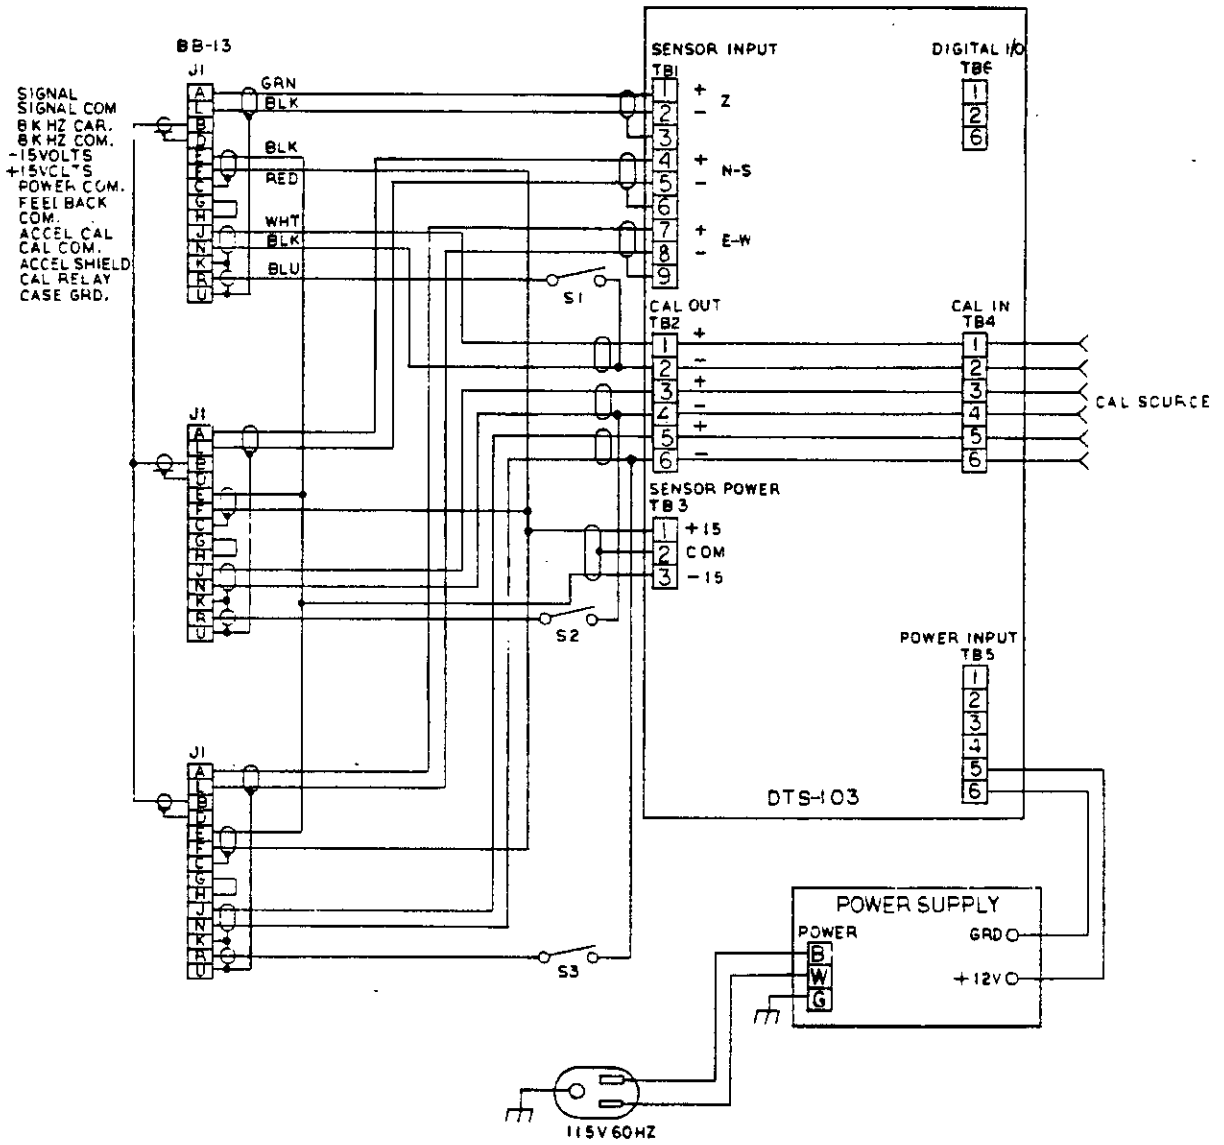 BB-13
J1
SIGNAL
SIGNAL COM
8KHZ CAR.
8KHZ COM.
-15VOLTS
+15VOLTS
POWER COM.
FEEDBACK
COM.
ACCEL CAL
CAL COM.
ACCEL SHIELD
CAL RELAY
CASE GRD.
A
L
B
D
E
F
C
G
H
J
N
K
R
U
GRN
BLK
BLK
RED
WHT
BLK
BLU
S1
J1
A
L
B
D
E
F
C
G
H
J
N
K
R
U
S2
J1
A
L
B
D
E
F
C
G
H
J
N
K
R
U
S3
SENSOR INPUT
TB1
1 +
2 - Z
3
4 +
5 - N-S
6
7 +
8 - E-W
9
DIGITAL I/O
TB6
1
2
6
CAL OUT
TB2
1 +
2 -
3 +
4 -
5 +
6 -
CAL IN
TB4
1
2
3
4
5
6
CAL SOURCE
SENSOR POWER
TB3
1 +15
2 COM
3 -15
POWER INPUT
TB5
1
2
3
4
5
6
DTS-103
POWER SUPPLY
POWER
B
W
G
GRD
+12V
115V60HZ